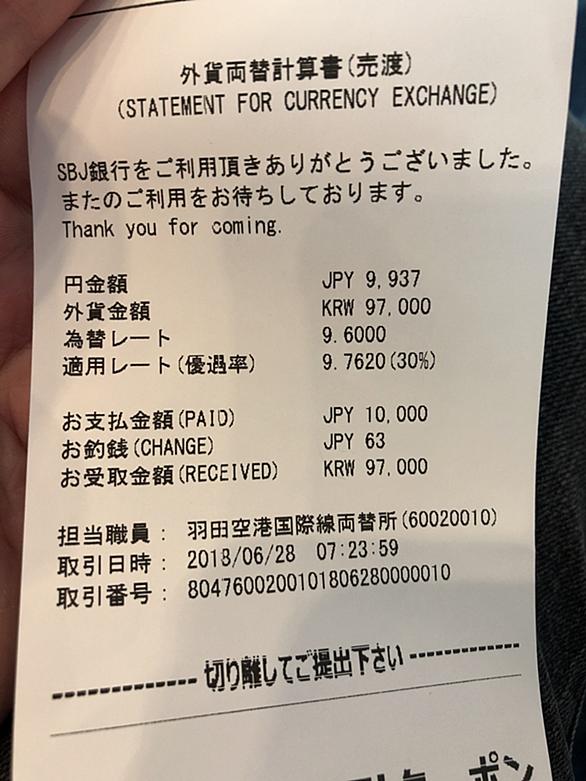 外貨両替計算書(売渡)
(STATEMENT FOR CURRENCY EXCHANGE)
SBJ銀行をご利用頂きありがとうございました。
またのご利用をお待ちしております。
Thank you for coming.
円金額 JPY 9,937
外貨金額 KRW 97,000
為替レート 9.6000
適用レート(優遇率) 9.7620(30%)
お支払金額(PAID) JPY 10,000
お釣銭(CHANGE) JPY 63
お受取金額(RECEIVED) KRW 97,000
担当職員: 羽田空港国際線両替所(60020010)
取引日時: 2018/06/28 07:23:59
取引番号: 8047600200101806280000010
切り離してご提出下さい